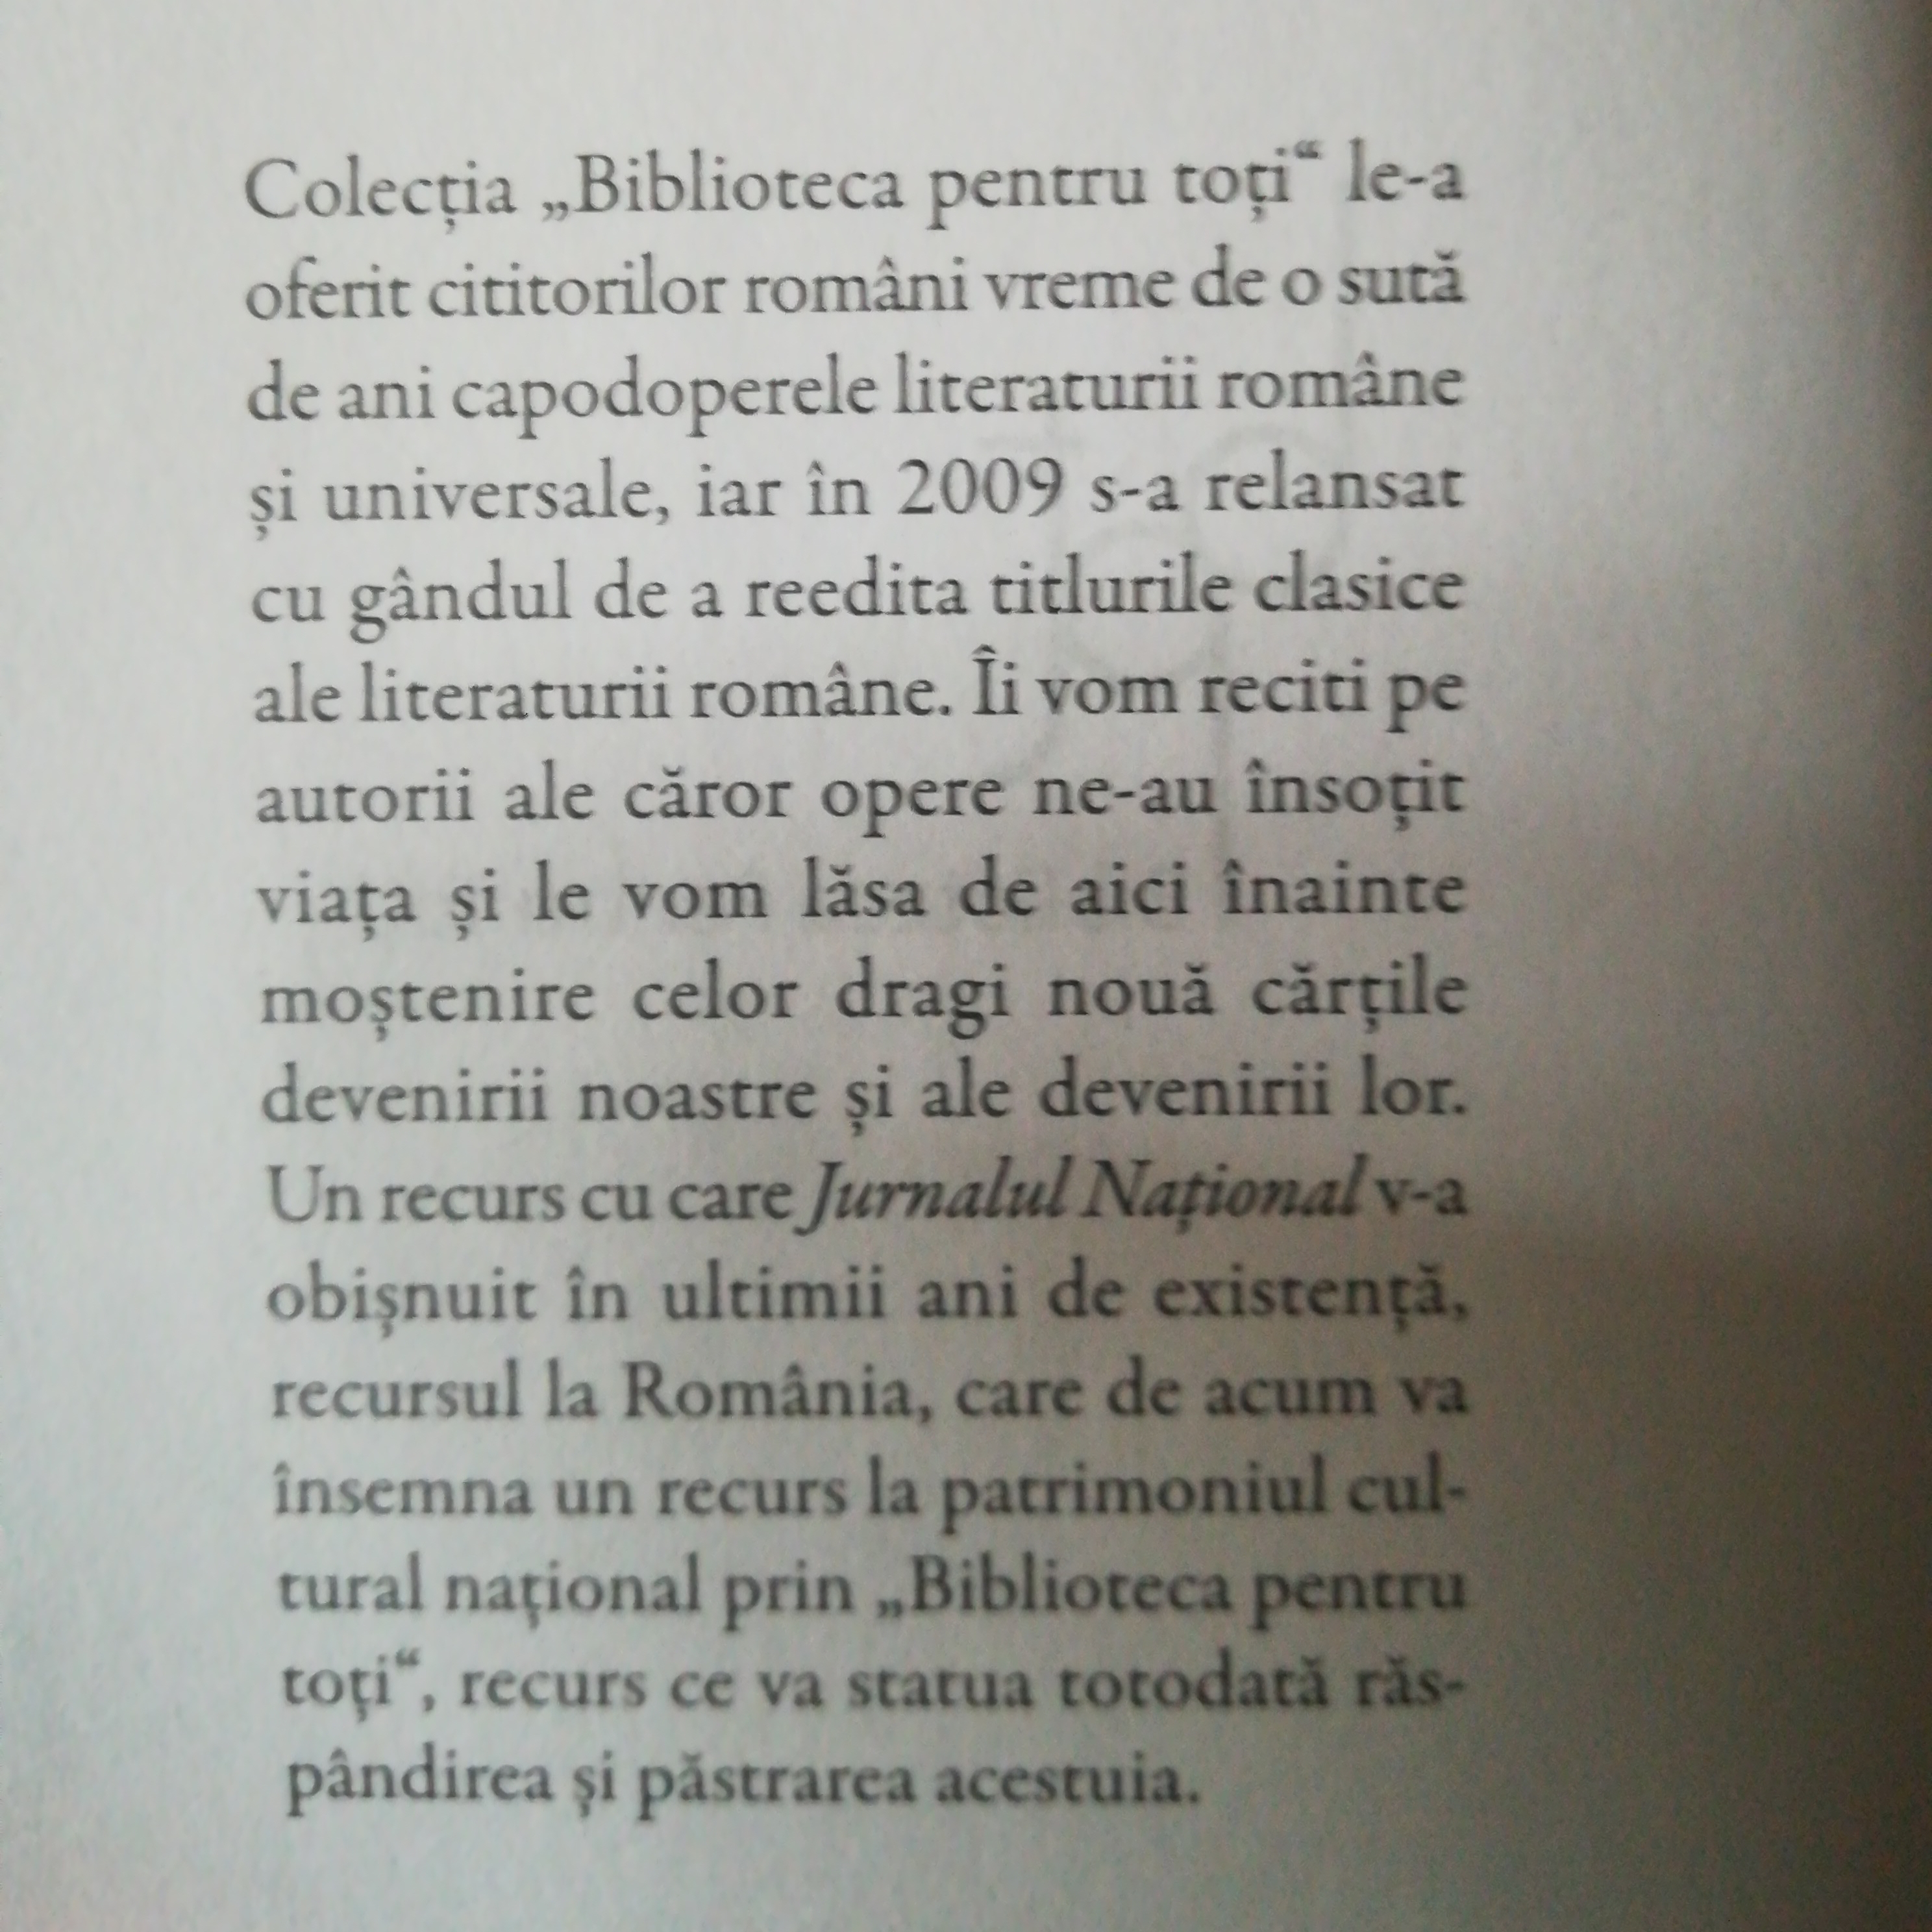 Colecția „Biblioteca pentru toți“ le-a
oferit cititorilor români vreme de o sută
de ani capodoperele literaturii române
și universale, iar în 2009 s-a relansat
cu gândul de a reedita titlurile clasice
ale literaturii române. Îi vom reciti pe
autorii ale căror opere ne-au însoțit
viața și le vom lăsa de aici înainte
moștenire celor dragi nouă cărțile
devenirii noastre și ale devenirii lor.
Un recurs cu care Jurnalul Național v-a
obișnuit în ultimii ani de existență,
recursul la România, care de acum va
însemna un recurs la patrimoniul cul-
tural național prin „Biblioteca pentru
toți“, recurs ce va statua totodată răs-
pândirea și păstrarea acestuia.